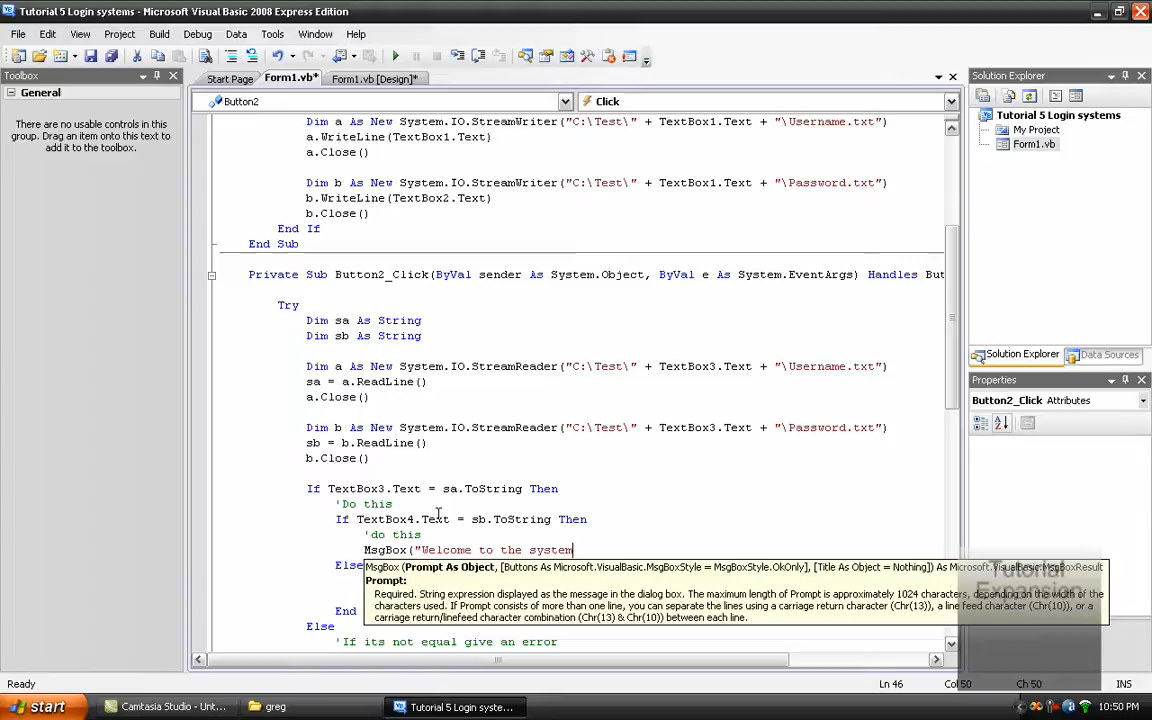 Tutorial 5 Login systems - Microsoft Visual Basic 2008 Express Edition
File Edit View Project Build Debug Data Tools Window Help
Toolbox
General
There are no usable controls in this
group. Drag an item onto this text to
add it to the toolbox.
Start Page Form1.vb* Form1.vb [Design]*
Button2 Click
Dim a As New System.IO.StreamWriter("C:\Test\" + TextBox1.Text + "\Username.txt")
a.WriteLine(TextBox1.Text)
a.Close()
Dim b As New System.IO.StreamWriter("C:\Test\" + TextBox1.Text + "\Password.txt")
b.WriteLine(TextBox2.Text)
b.Close()
End If
End Sub
Private Sub Button2_Click(ByVal sender As System.Object, ByVal e As System.EventArgs) Handles But
Try
Dim sa As String
Dim sb As String
Dim a As New System.IO.StreamReader("C:\Test\" + TextBox3.Text + "\Username.txt")
sa = a.ReadLine()
a.Close()
Dim b As New System.IO.StreamReader("C:\Test\" + TextBox3.Text + "\Password.txt")
sb = b.ReadLine()
b.Close()
If TextBox3.Text = sa.ToString Then
'Do this
If TextBox4.Text = sb.ToString Then
'do this
MsgBox("Welcome to the system
Else
MsgBox (Prompt As Object, [Buttons As Microsoft.VisualBasic.MsgBoxStyle = MsgBoxStyle.OkOnly], [Title As Object = Nothing]) As Microsoft.VisualBasic.MsgBoxResult
Prompt:
Required. String expression displayed as the message in the dialog box. The maximum length of Prompt is approximately 1024 characters, depending on the width of the
characters used. If Prompt consists of more than one line, you can separate the lines using a carriage return character (Chr(13)), a line feed character (Chr(10)), or a
carriage return/linefeed character combination (Chr(13) & Chr(10)) between each line.
End
Else
'If its not equal give an error
Solution Explorer
Tutorial 5 Login systems
My Project
Form1.vb
Solution Explorer Data Sources
Properties
Button2_Click Attributes
Tutorial
Expansion
Ready Ln 46 Col 50 Ch 50 INS
start Camtasia Studio - Unt... greg Tutorial 5 Login syste... 10:50 PM